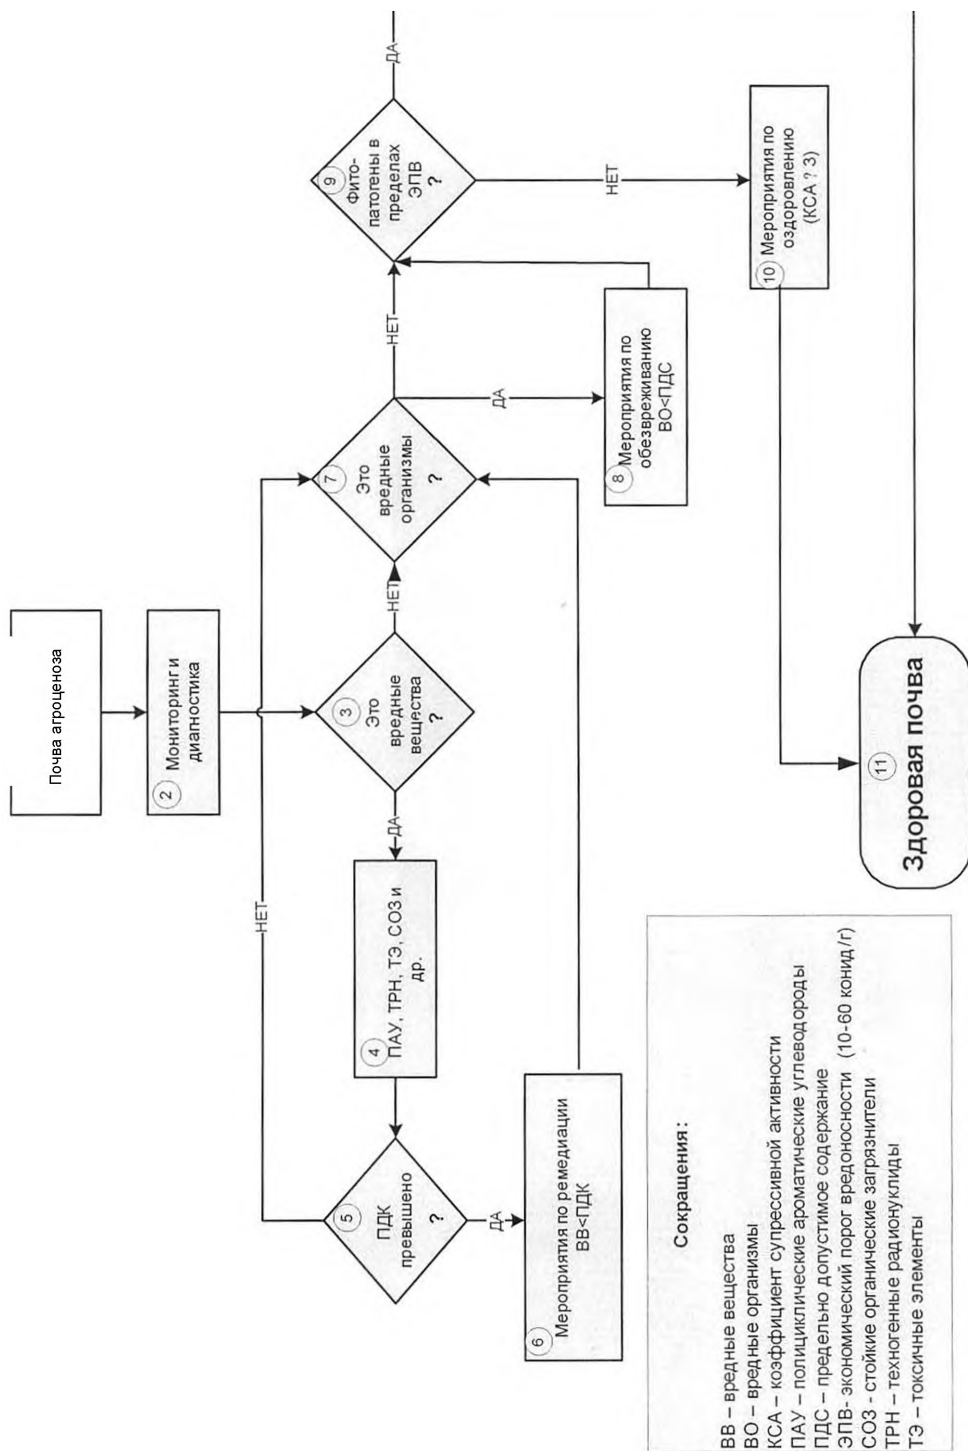 Почва агроценоза
2 Мониторинг и
диагностика
3
Это
вредные
вещества
?
ДА
НЕТ
4
ПАУ, ТРН, ТЭ, СОЗ и
др.
5
ПДК
превышено
?
НЕТ
ДА
6 Мероприятия по ремедиации
ВВ<ПДК
7
Это
вредные
организмы
?
НЕТ
ДА
8 Мероприятия по
обезвреживанию
ВО<ПДС
9
Фито-
патогены в
пределах
ЭПВ
?
ДА
НЕТ
10 Мероприятия по
оздоровлению
(КСА ? 3)
11
Здоровая почва
Сокращения:
ВВ – вредные вещества
ВО – вредные организмы
КСА – коэффициент супрессивной активности
ПАУ – полициклические ароматические углеводороды
ПДС – предельно допустимое содержание
ЭПВ- экономический порог вредоносности (10-60 конид/г)
СОЗ - стойкие органические загрязнители
ТРН – техногенные радионуклиды
ТЭ – токсичные элементы